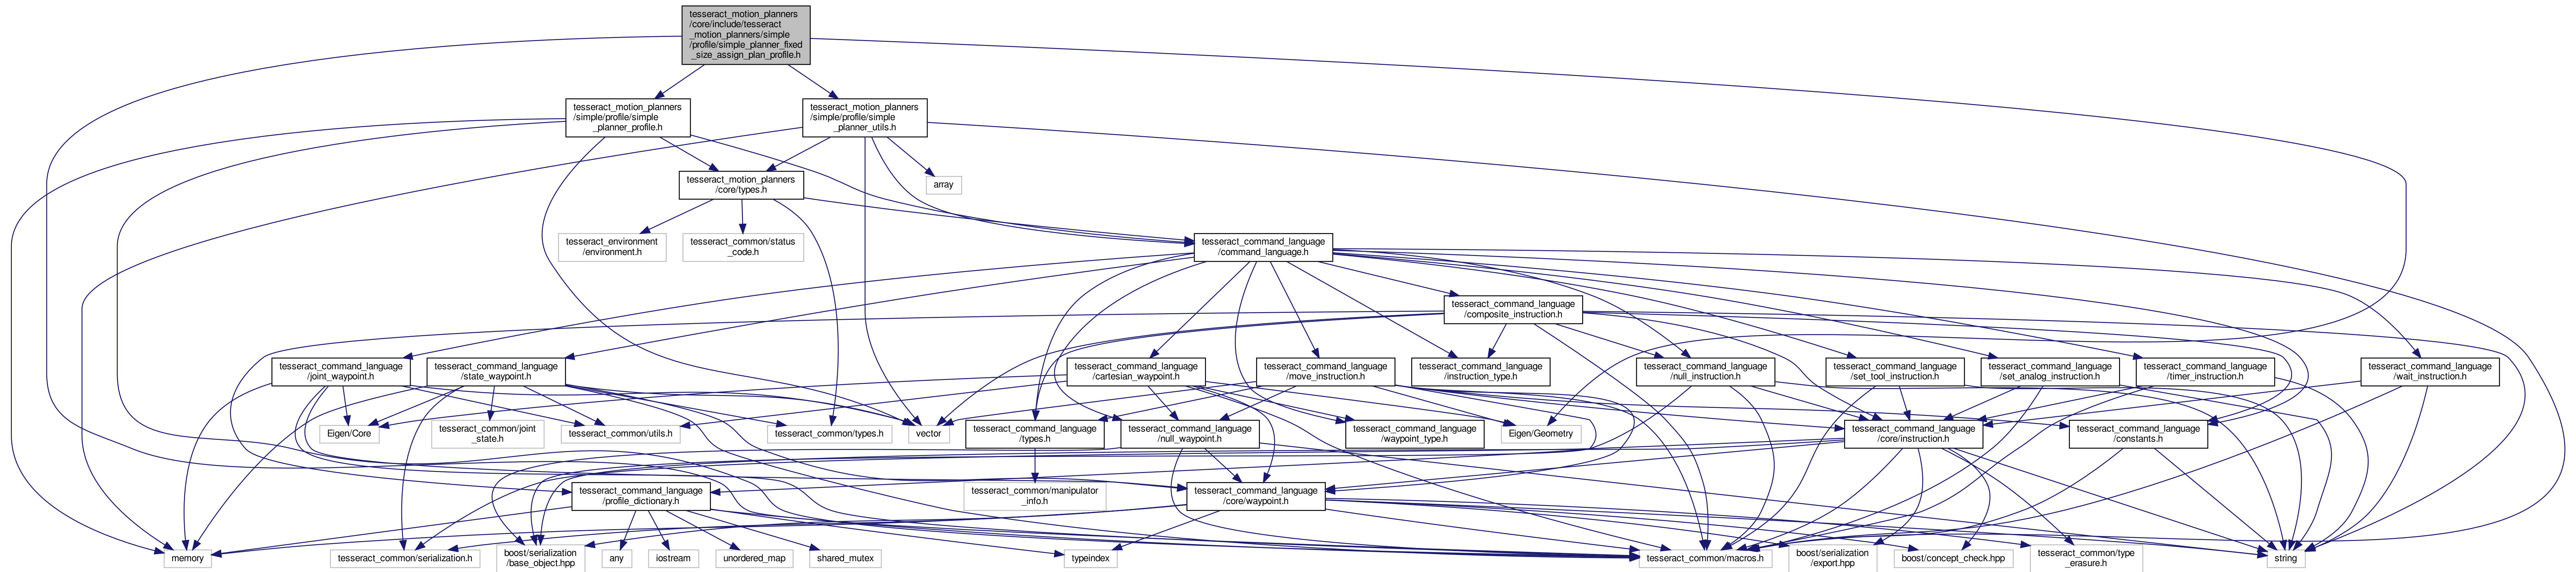 tesseract_motion_planners
/core/include/tesseract
_motion_planners/simple
/profile/simple_planner_fixed
_size_assign_plan_profile.h
tesseract_motion_planners
/simple/profile/simple
_planner_profile.h
tesseract_motion_planners
/simple/profile/simple
_planner_utils.h
tesseract_motion_planners
/core/types.h
array
tesseract_environment
/environment.h
tesseract_common/status
_code.h
tesseract_command_language
/command_language.h
tesseract_command_language
/composite_instruction.h
tesseract_command_language
/joint_waypoint.h
tesseract_command_language
/state_waypoint.h
tesseract_command_language
/cartesian_waypoint.h
tesseract_command_language
/move_instruction.h
tesseract_command_language
/instruction_type.h
tesseract_command_language
/null_instruction.h
tesseract_command_language
/set_tool_instruction.h
tesseract_command_language
/set_analog_instruction.h
tesseract_command_language
/timer_instruction.h
tesseract_command_language
/wait_instruction.h
Eigen/Core
tesseract_common/joint
_state.h
tesseract_common/utils.h
tesseract_common/types.h
vector
tesseract_command_language
/types.h
tesseract_command_language
/null_waypoint.h
tesseract_command_language
/waypoint_type.h
Eigen/Geometry
tesseract_command_language
/core/instruction.h
tesseract_command_language
/constants.h
tesseract_command_language
/profile_dictionary.h
tesseract_common/manipulator
_info.h
tesseract_command_language
/core/waypoint.h
memory
tesseract_common/serialization.h
boost/serialization
/base_object.hpp
any
iostream
unordered_map
shared_mutex
typeindex
tesseract_common/macros.h
boost/serialization
/export.hpp
boost/concept_check.hpp
tesseract_common/type
_erasure.h
string